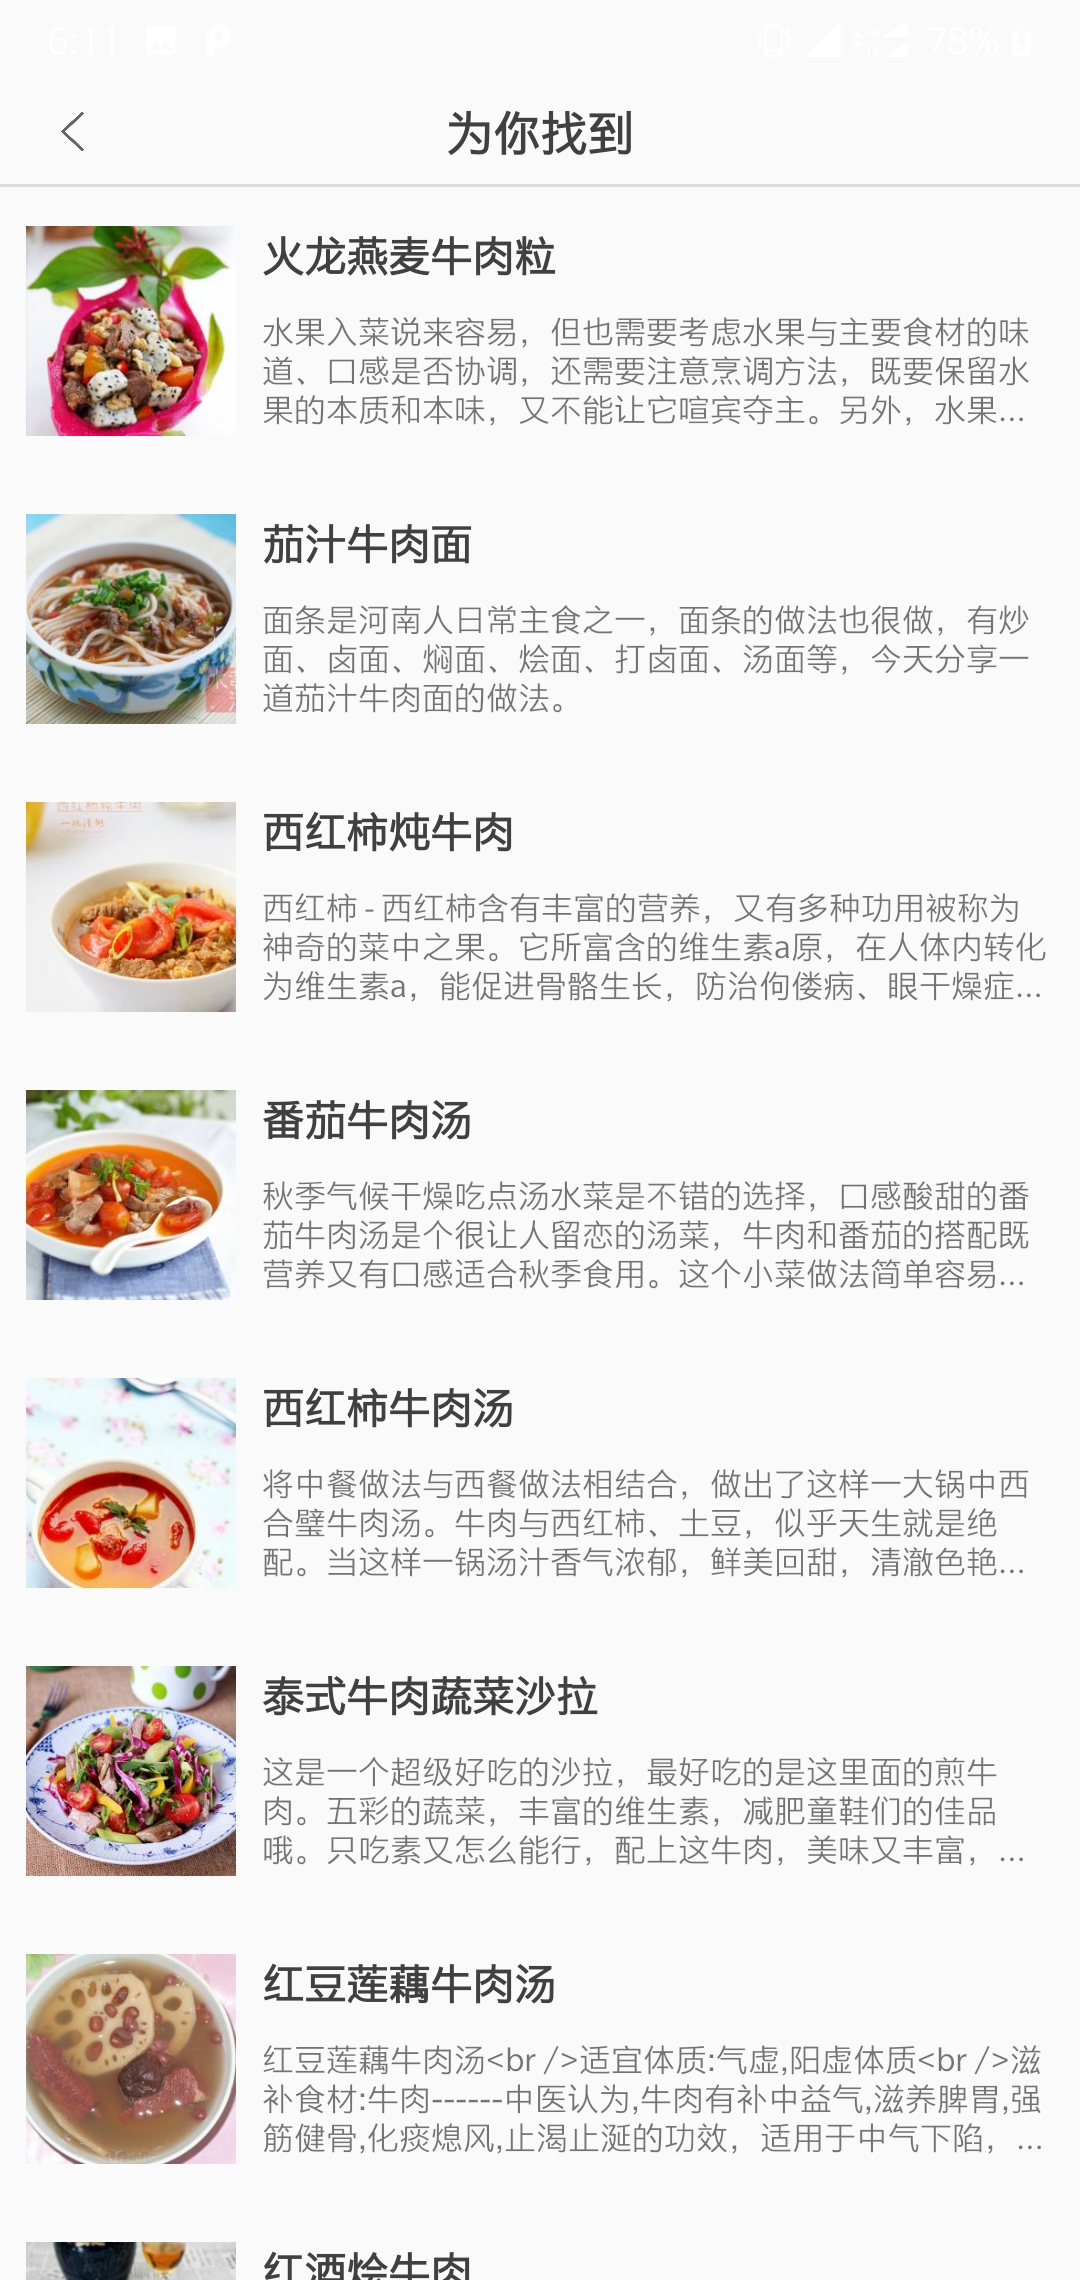 6:11
78%
为你找到
火龙燕麦牛肉粒
水果入菜说来容易，但也需要考虑水果与主要食材的味
道、口感是否协调，还需要注意烹调方法，既要保留水
果的本质和本味，又不能让它喧宾夺主。另外，水果...
茄汁牛肉面
面条是河南人日常主食之一，面条的做法也很做，有炒
面、卤面、焖面、烩面、打卤面、汤面等，今天分享一
道茄汁牛肉面的做法。
西红柿炖牛肉
西红柿 - 西红柿含有丰富的营养，又有多种功用被称为
神奇的菜中之果。它所富含的维生素a原，在人体内转化
为维生素a，能促进骨骼生长，防治佝偻病、眼干燥症...
番茄牛肉汤
秋季气候干燥吃点汤水菜是不错的选择，口感酸甜的番
茄牛肉汤是个很让人留恋的汤菜，牛肉和番茄的搭配既
营养又有口感适合秋季食用。这个小菜做法简单容易...
西红柿牛肉汤
将中餐做法与西餐做法相结合，做出了这样一大锅中西
合璧牛肉汤。牛肉与西红柿、土豆，似乎天生就是绝
配。当这样一锅汤汁香气浓郁，鲜美回甜，清澈色艳...
泰式牛肉蔬菜沙拉
这是一个超级好吃的沙拉，最好吃的是这里面的煎牛
肉。五彩的蔬菜，丰富的维生素，减肥童鞋们的佳品
哦。只吃素又怎么能行，配上这牛肉，美味又丰富，...
红豆莲藕牛肉汤
红豆莲藕牛肉汤<br />适宜体质:气虚,阳虚体质<br />滋
补食材:牛肉------中医认为,牛肉有补中益气,滋养脾胃,强
筋健骨,化痰熄风,止渴止涎的功效，适用于中气下陷，...
红酒烩牛肉